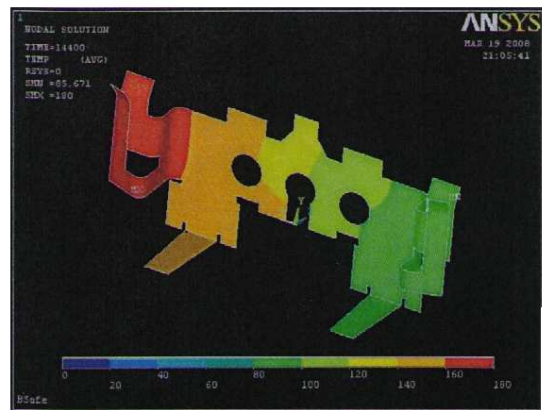 1
NODAL SOLUTION
TIME=14400
TEMP (AVG)
RSYS=0
SMN =85.671
SMX =180
ANSYS
MAR 19 2008
21:05:41
MX
Y
0 20 40 60 80 100 120 140 160 180
BSafe